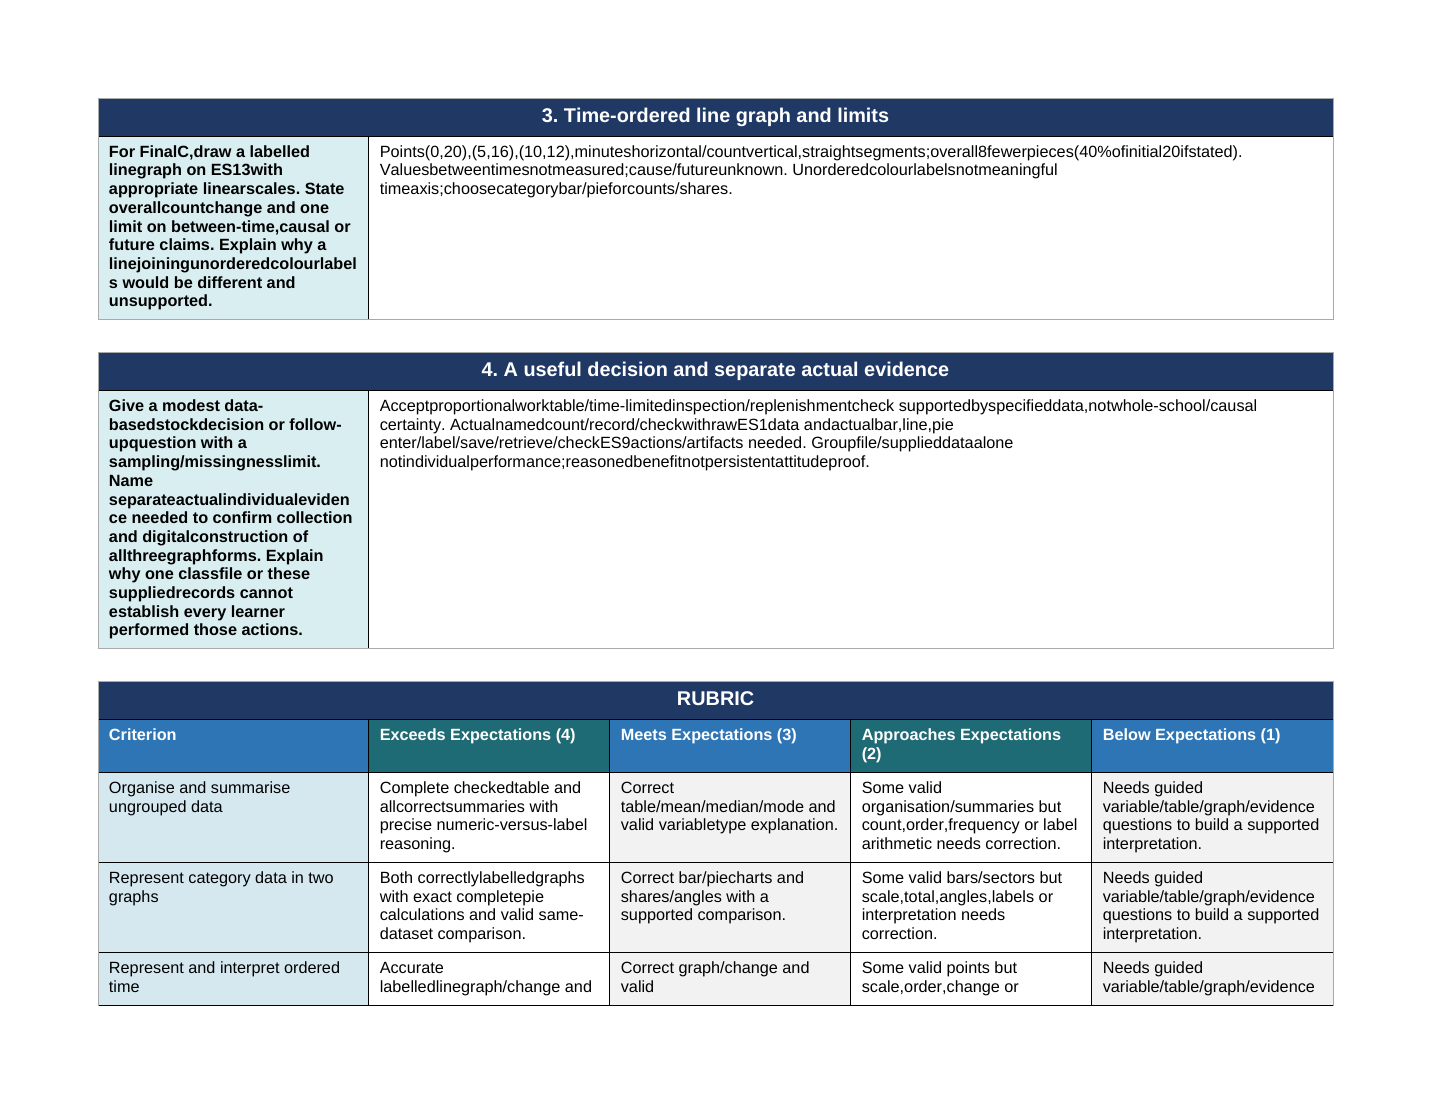 3. Time-ordered line graph and limits
For FinalC,draw a labelled
linegraph on ES13with
appropriate linearscales. State
overallcountchange and one
limit on between-time,causal or
future claims. Explain why a
linejoiningunorderedcolourlabel
s would be different and
unsupported.
Points(0,20),(5,16),(10,12),minuteshorizontal/countvertical,straightsegments;overall8fewerpieces(40%ofinitial20ifstated).
Valuesbetweentimesnotmeasured;cause/futureunknown. Unorderedcolourlabelsnotmeaningful
timeaxis;choosecategorybar/pieforcounts/shares.
4. A useful decision and separate actual evidence
Give a modest data-
basedstockdecision or follow-
upquestion with a
sampling/missingnesslimit.
Name
separateactualindividualeviden
ce needed to confirm collection
and digitalconstruction of
allthreegraphforms. Explain
why one classfile or these
suppliedrecords cannot
establish every learner
performed those actions.
Acceptproportionalworktable/time-limitedinspection/replenishmentcheck supportedbyspecifieddata,notwhole-school/causal
certainty. Actualnamedcount/record/checkwithrawES1data andactualbar,line,pie
enter/label/save/retrieve/checkES9actions/artifacts needed. Groupfile/supplieddataalone
notindividualperformance;reasonedbenefitnotpersistentattitudeproof.
RUBRIC
Criterion
Exceeds Expectations (4)
Meets Expectations (3)
Approaches Expectations
(2)
Below Expectations (1)
Organise and summarise
ungrouped data
Complete checkedtable and
allcorrectsummaries with
precise numeric-versus-label
reasoning.
Correct
table/mean/median/mode and
valid variabletype explanation.
Some valid
organisation/summaries but
count,order,frequency or label
arithmetic needs correction.
Needs guided
variable/table/graph/evidence
questions to build a supported
interpretation.
Represent category data in two
graphs
Both correctlylabelledgraphs
with exact completepie
calculations and valid same-
dataset comparison.
Correct bar/piecharts and
shares/angles with a
supported comparison.
Some valid bars/sectors but
scale,total,angles,labels or
interpretation needs
correction.
Needs guided
variable/table/graph/evidence
questions to build a supported
interpretation.
Represent and interpret ordered
time
Accurate
labelledlinegraph/change and
Correct graph/change and
valid
Some valid points but
scale,order,change or
Needs guided
variable/table/graph/evidence